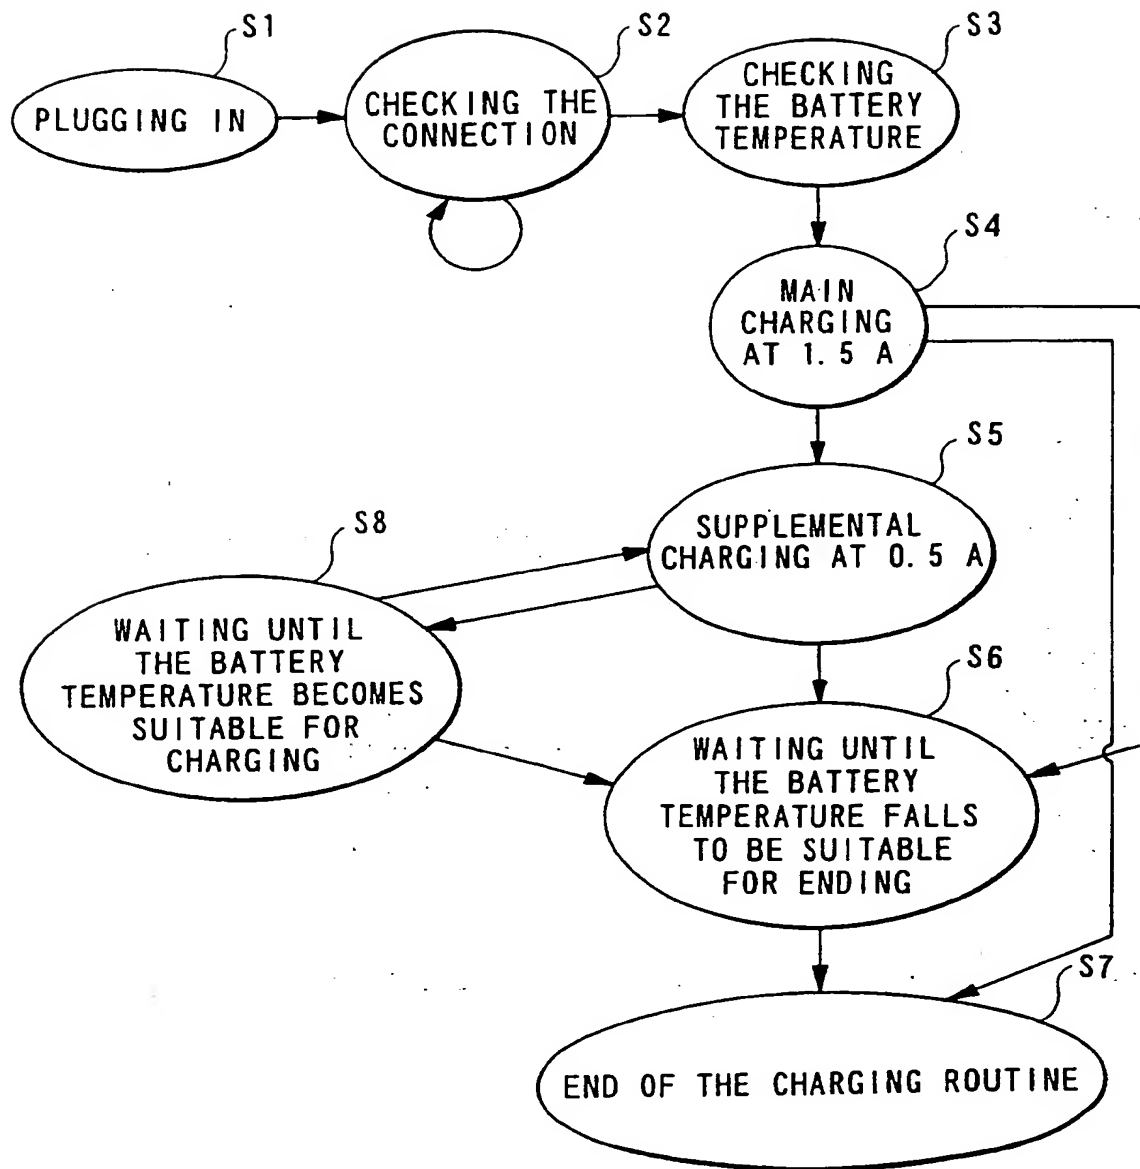 S1
PLUGGING IN
S2
CHECKING THE
CONNECTION
S3
CHECKING
THE BATTERY
TEMPERATURE
S4
MAIN
CHARGING
AT 1.5 A
S5
SUPPLEMENTAL
CHARGING AT 0.5 A
S8
WAITING UNTIL
THE BATTERY
TEMPERATURE BECOMES
SUITABLE FOR
CHARGING
S6
WAITING UNTIL
THE BATTERY
TEMPERATURE FALLS
TO BE SUITABLE
FOR ENDING
S7
END OF THE CHARGING ROUTINE